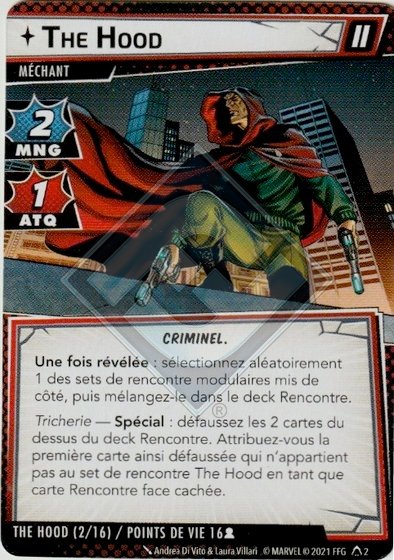 THE HOOD
II
MÉCHANT
2
MNG
1
ATQ
CRIMINEL.
Une fois révélée : sélectionnez aléatoirement
1 des sets de rencontre modulaires mis de
côté, puis mélangez-le dans le deck Rencontre.
Tricherie — Spécial : défaussez les 2 cartes du
dessus du deck Rencontre. Attribuez-vous la
première carte ainsi défaussée qui n'appartient
pas au set de rencontre The Hood en tant que
carte Rencontre face cachée.
THE HOOD (2/16) / POINTS DE VIE 16
Andrea Di Vito & Laura Villari © MARVEL © 2021 FFG 2
®